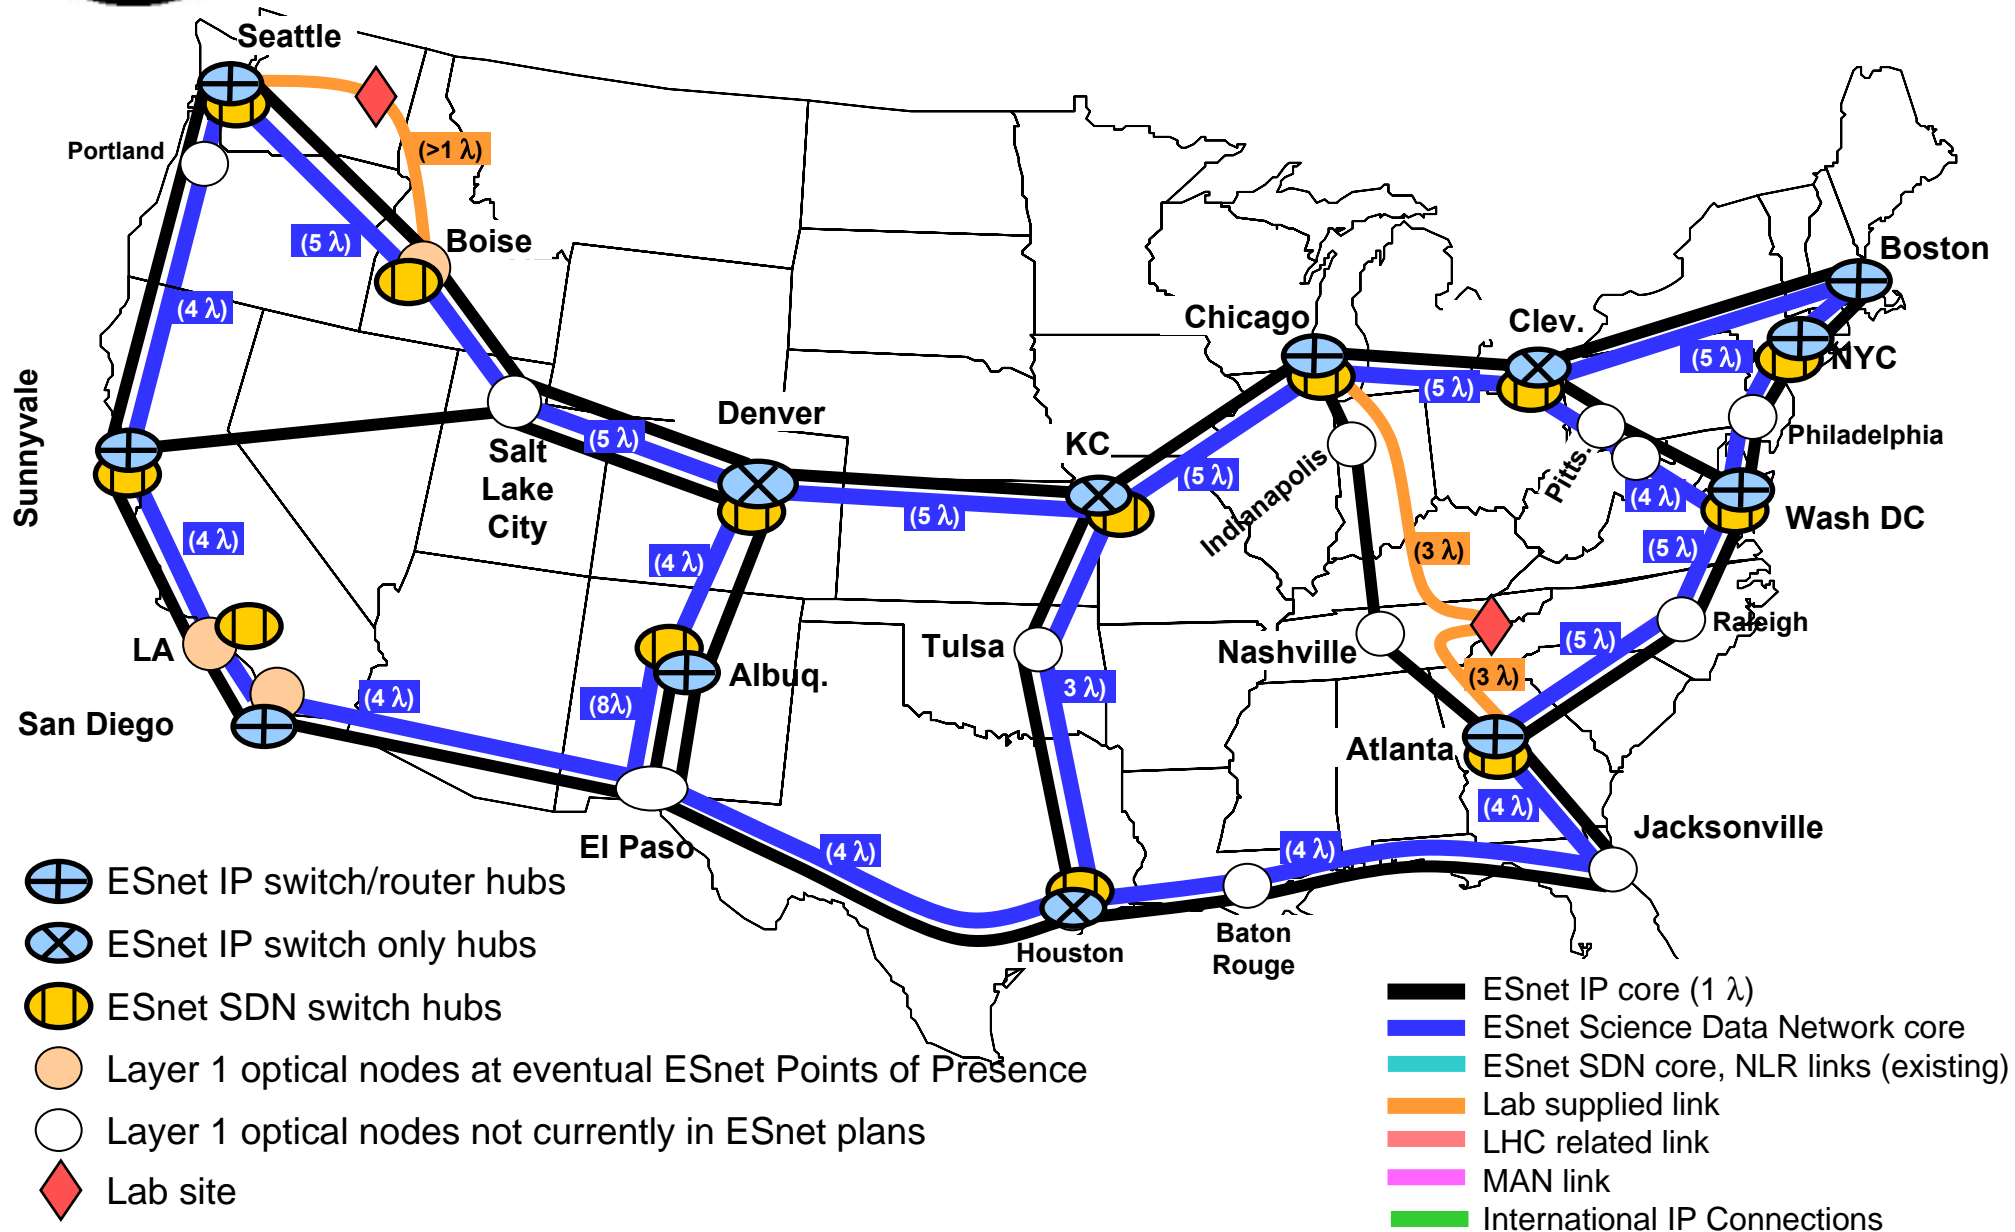 Seattle
Portland
(>1 λ)
(5 λ)
Boise
(4 λ)
Boston
Chicago
Clev.
(5 λ)
NYC
Sunnyvale
(5 λ)
Denver
KC
Philadelphia
Salt
Lake
City
(5 λ)
(5 λ)
Indianapolis
Pitts.
(4 λ)
Wash DC
(5 λ)
(4 λ)
(4 λ)
(3 λ)
(5 λ)
LA
Tulsa
Nashville
(5 λ)
Raleigh
Albuq.
(3 λ)
3 λ)
(4 λ)
(8λ)
San Diego
Atlanta
(4 λ)
Jacksonville
El Paso
(4 λ)
(4 λ)
Houston
Baton
Rouge
ESnet IP switch/router hubs
ESnet IP switch only hubs
ESnet SDN switch hubs
Layer 1 optical nodes at eventual ESnet Points of Presence
Layer 1 optical nodes not currently in ESnet plans
Lab site
ESnet IP core (1 λ)
ESnet Science Data Network core
ESnet SDN core, NLR links (existing)
Lab supplied link
LHC related link
MAN link
International IP Connections